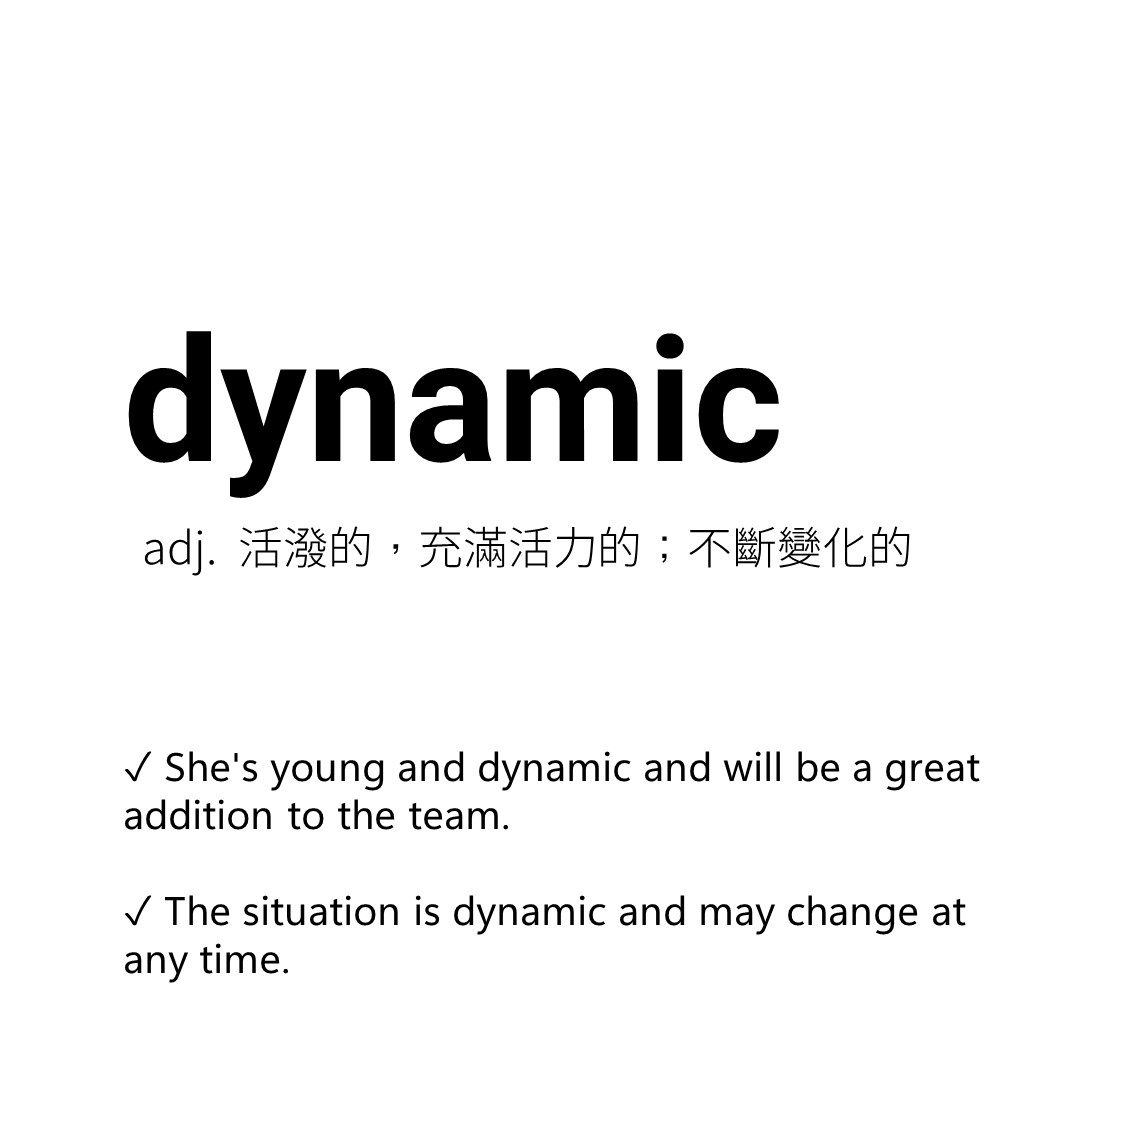 dynamic
adj. 活潑的，充滿活力的；不斷變化的
✓ She's young and dynamic and will be a great
addition to the team.
✓ The situation is dynamic and may change at
any time.